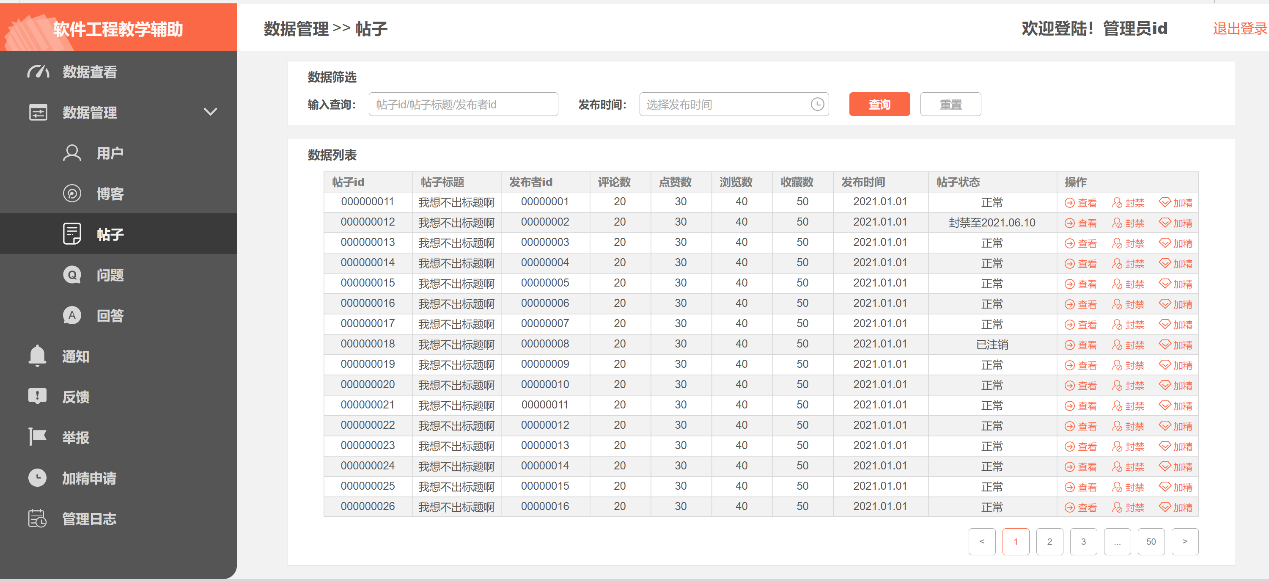 软件工程教学辅助
数据管理 >> 帖子
欢迎登陆！管理员id
退出登录
数据查看
数据管理
用户
博客
帖子
问题
回答
通知
反馈
举报
加精申请
管理日志
数据筛选
输入查询： 帖子id/帖子标题/发布者id 发布时间： 选择发布时间 查询 重置
数据列表
帖子id 帖子标题 发布者id 评论数 点赞数 浏览数 收藏数 发布时间 帖子状态 操作
000000011 我想不出标题啊 00000001 20 30 40 50 2021.01.01 正常 查看 封禁 加精
000000012 我想不出标题啊 00000002 20 30 40 50 2021.01.01 封禁至2021.06.10 查看 封禁 加精
000000013 我想不出标题啊 00000003 20 30 40 50 2021.01.01 正常 查看 封禁 加精
000000014 我想不出标题啊 00000004 20 30 40 50 2021.01.01 正常 查看 封禁 加精
000000015 我想不出标题啊 00000005 20 30 40 50 2021.01.01 正常 查看 封禁 加精
000000016 我想不出标题啊 00000006 20 30 40 50 2021.01.01 正常 查看 封禁 加精
000000017 我想不出标题啊 00000007 20 30 40 50 2021.01.01 正常 查看 封禁 加精
000000018 我想不出标题啊 00000008 20 30 40 50 2021.01.01 已注销 查看 封禁 加精
000000019 我想不出标题啊 00000009 20 30 40 50 2021.01.01 正常 查看 封禁 加精
000000020 我想不出标题啊 00000010 20 30 40 50 2021.01.01 正常 查看 封禁 加精
000000021 我想不出标题啊 00000011 20 30 40 50 2021.01.01 正常 查看 封禁 加精
000000022 我想不出标题啊 00000012 20 30 40 50 2021.01.01 正常 查看 封禁 加精
000000023 我想不出标题啊 00000013 20 30 40 50 2021.01.01 正常 查看 封禁 加精
000000024 我想不出标题啊 00000014 20 30 40 50 2021.01.01 正常 查看 封禁 加精
000000025 我想不出标题啊 00000015 20 30 40 50 2021.01.01 正常 查看 封禁 加精
000000026 我想不出标题啊 00000016 20 30 40 50 2021.01.01 正常 查看 封禁 加精
< 1 2 3 ... 50 >